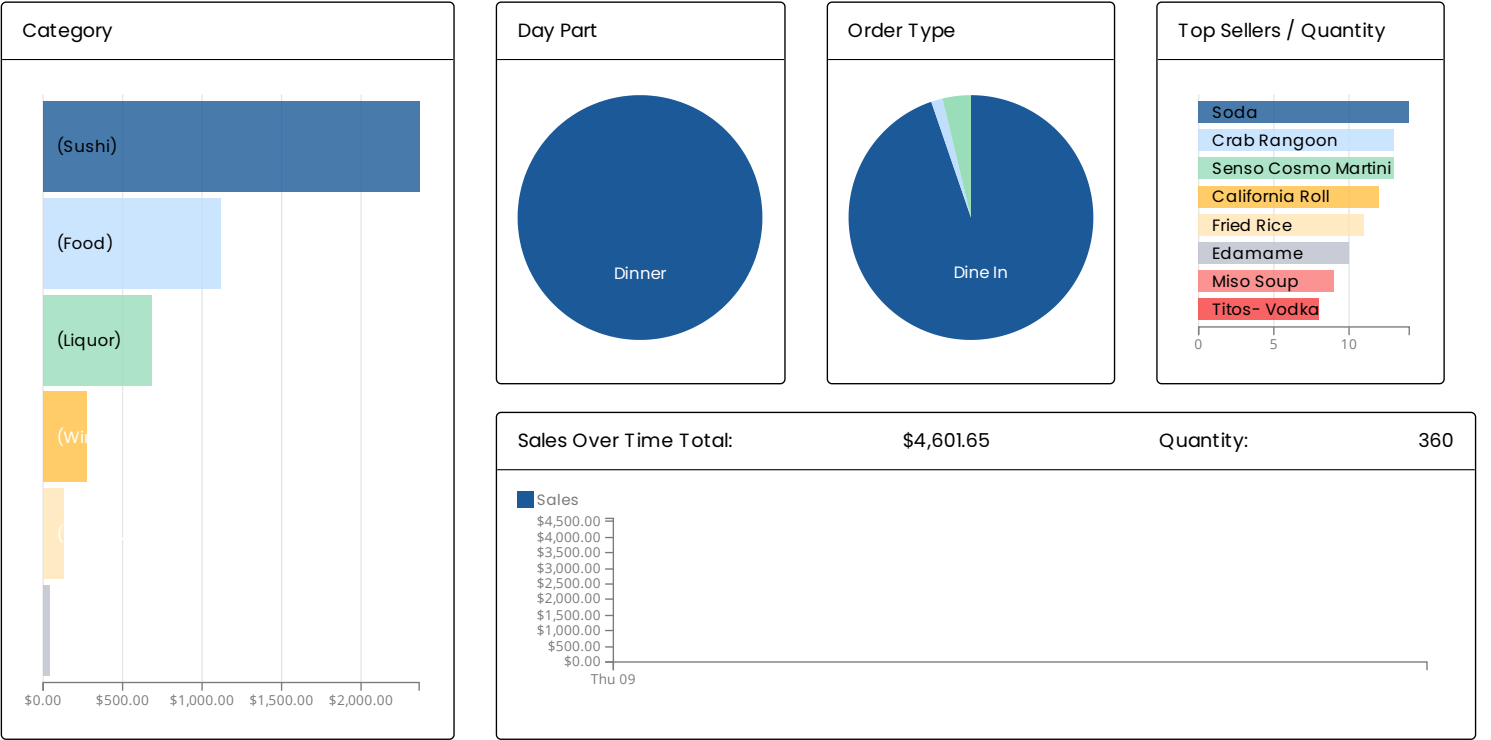 Category
(Sushi)
(Food)
(Liquor)
$0.00 $500.00 $1,000.00 $1,500.00 $2,000.00
Day Part
Dinner
Order Type
Dine In
Top Sellers / Quantity
Soda
Crab Rangoon
Senso Cosmo Martini
California Roll
Fried Rice
Edamame
Miso Soup
Titos- Vodka
0 5 10
Sales Over Time Total: $4,601.65 Quantity: 360
Sales
$4,500.00
$4,000.00
$3,500.00
$3,000.00
$2,500.00
$2,000.00
$1,500.00
$1,000.00
$500.00
$0.00
Thu 09